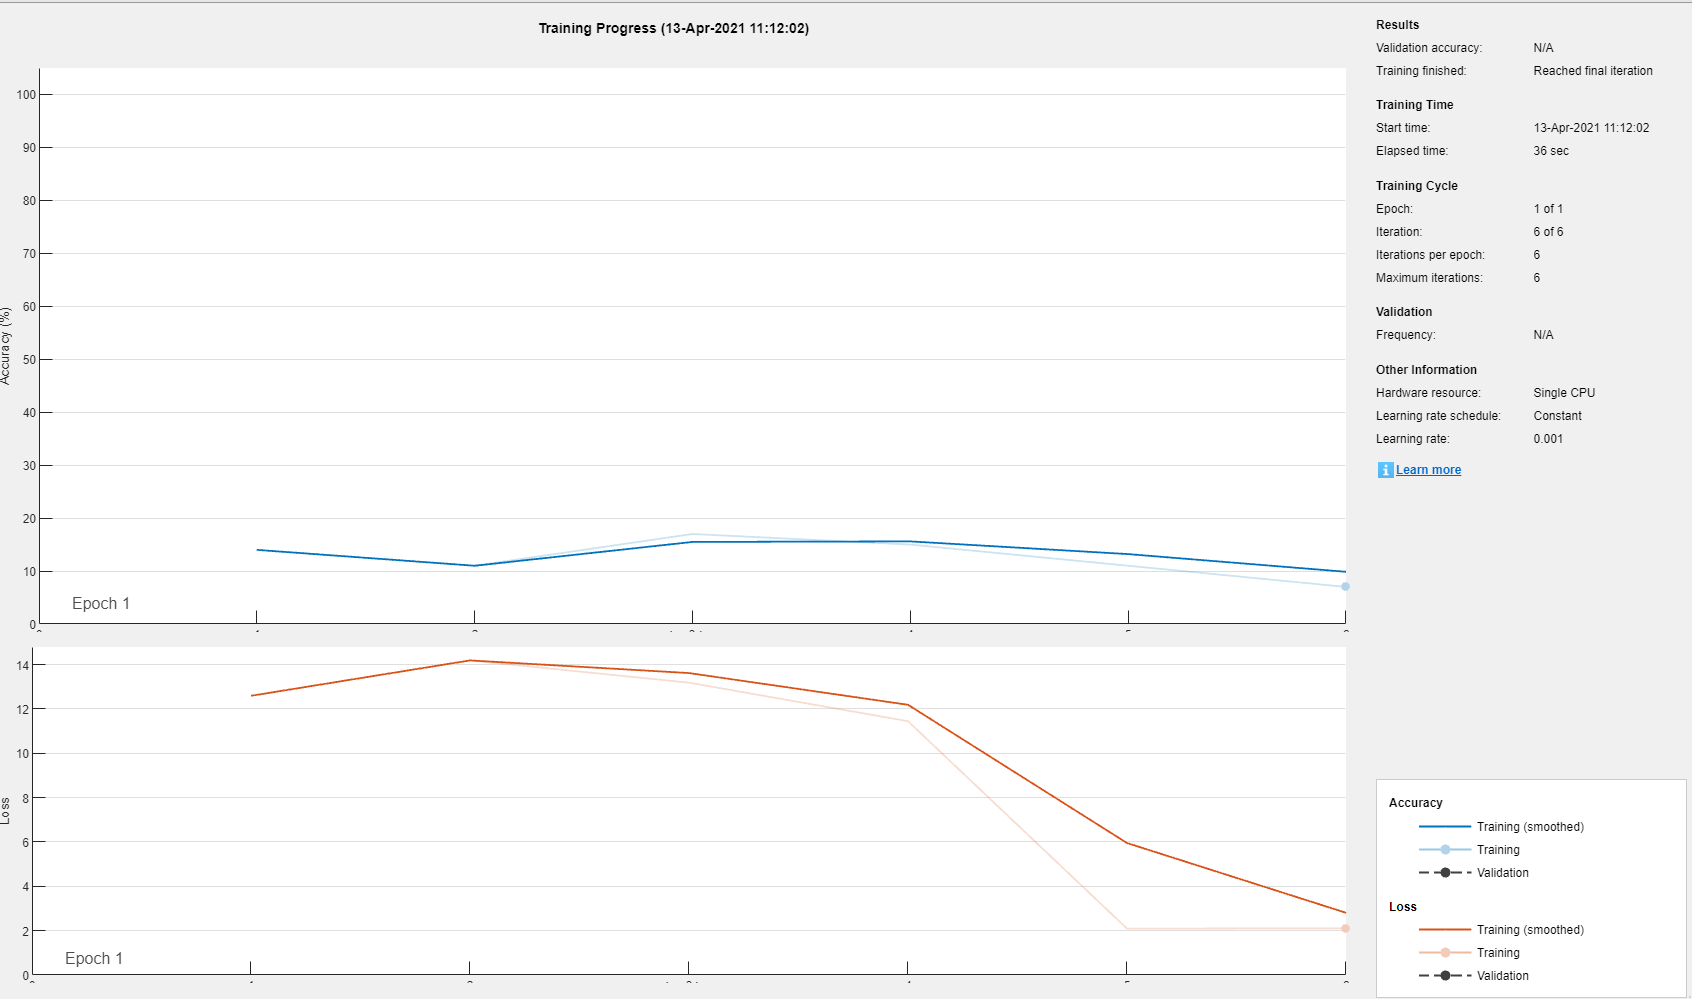 Training Progress (13-Apr-2021 11:12:02)
100
90
80
70
60
50
40
30
20
10
0
Accuracy (%)
Epoch 1
14
12
10
8
6
4
2
0
Loss
Epoch 1
Results
Validation accuracy: N/A
Training finished: Reached final iteration
Training Time
Start time: 13-Apr-2021 11:12:02
Elapsed time: 36 sec
Training Cycle
Epoch: 1 of 1
Iteration: 6 of 6
Iterations per epoch: 6
Maximum iterations: 6
Validation
Frequency: N/A
Other Information
Hardware resource: Single CPU
Learning rate schedule: Constant
Learning rate: 0.001
i Learn more
Accuracy
Training (smoothed)
Training
Validation
Loss
Training (smoothed)
Training
Validation